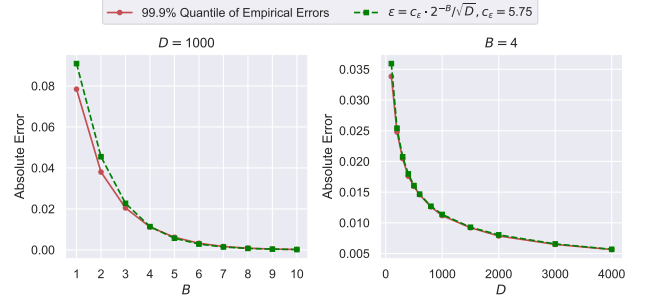 99.9% Quantile of Empirical Errors
ε = c_ε · 2^{-B}/√D, c_ε = 5.75
D = 1000
Absolute Error
0.08
0.06
0.04
0.02
0.00
1 2 3 4 5 6 7 8 9 10
B
B = 4
Absolute Error
0.035
0.030
0.025
0.020
0.015
0.010
0.005
0 1000 2000 3000 4000
D